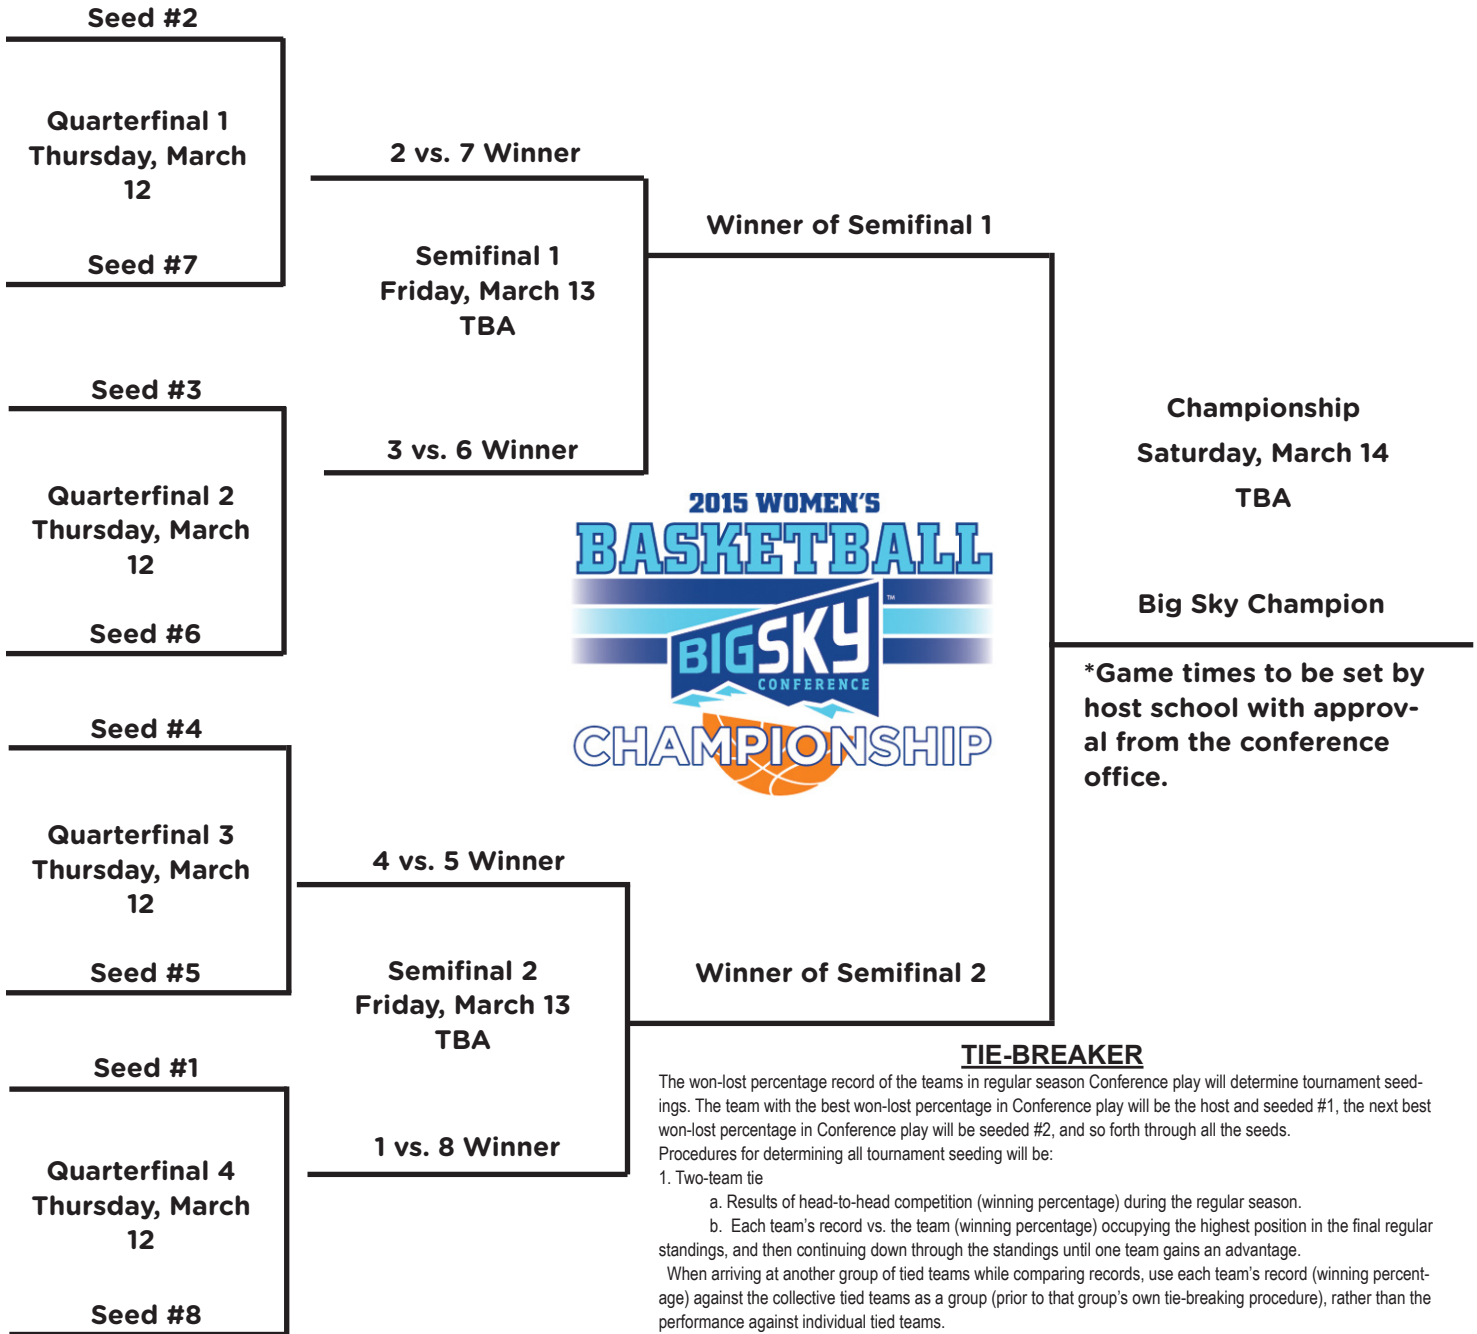 Seed #2
Quarterfinal 1
Thursday, March
12
Seed #7
Seed #3
Quarterfinal 2
Thursday, March
12
Seed #6
Seed #4
Quarterfinal 3
Thursday, March
12
Seed #5
Seed #1
Quarterfinal 4
Thursday, March
12
Seed #8
2 vs. 7 Winner
Semifinal 1
Friday, March 13
TBA
3 vs. 6 Winner
4 vs. 5 Winner
Semifinal 2
Friday, March 13
TBA
1 vs. 8 Winner
Winner of Semifinal 1
2015 WOMEN'S
BASKETBALL
BIG SKY™
CONFERENCE
CHAMPIONSHIP
Winner of Semifinal 2
Championship
Saturday, March 14
TBA
Big Sky Champion
*Game times to be set by
host school with approv-
al from the conference
office.
TIE-BREAKER
The won-lost percentage record of the teams in regular season Conference play will determine tournament seed-
ings. The team with the best won-lost percentage in Conference play will be the host and seeded #1, the next best
won-lost percentage in Conference play will be seeded #2, and so forth through all the seeds.
Procedures for determining all tournament seeding will be:
1. Two-team tie
a. Results of head-to-head competition (winning percentage) during the regular season.
b. Each team's record vs. the team (winning percentage) occupying the highest position in the final regular
standings, and then continuing down through the standings until one team gains an advantage.
When arriving at another group of tied teams while comparing records, use each team's record (winning percent-
age) against the collective tied teams as a group (prior to that group's own tie-breaking procedure), rather than the
performance against individual tied teams.